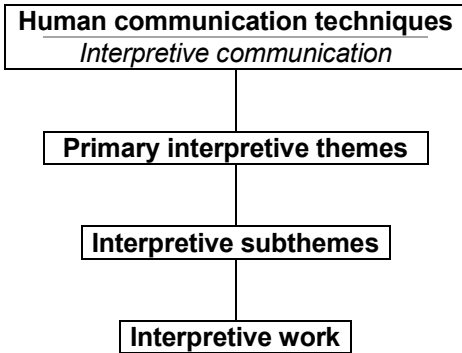 Human communication techniques
Interpretive communication
Primary interpretive themes
Interpretive subthemes
Interpretive work